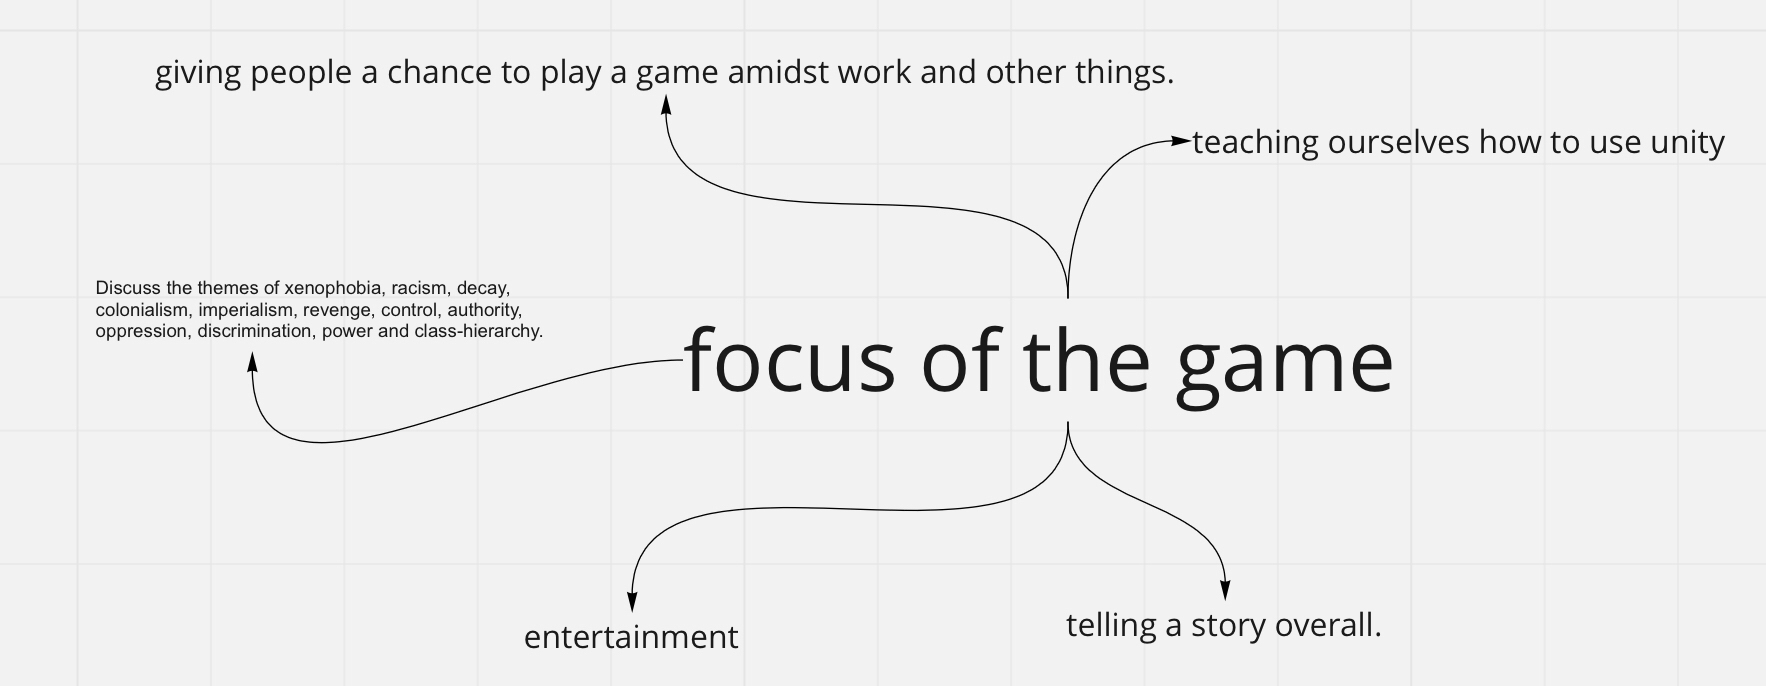 giving people a chance to play a game amidst work and other things.
teaching ourselves how to use unity
Discuss the themes of xenophobia, racism, decay,
colonialism, imperialism, revenge, control, authority,
oppression, discrimination, power and class-hierarchy.
focus of the game
entertainment
telling a story overall.